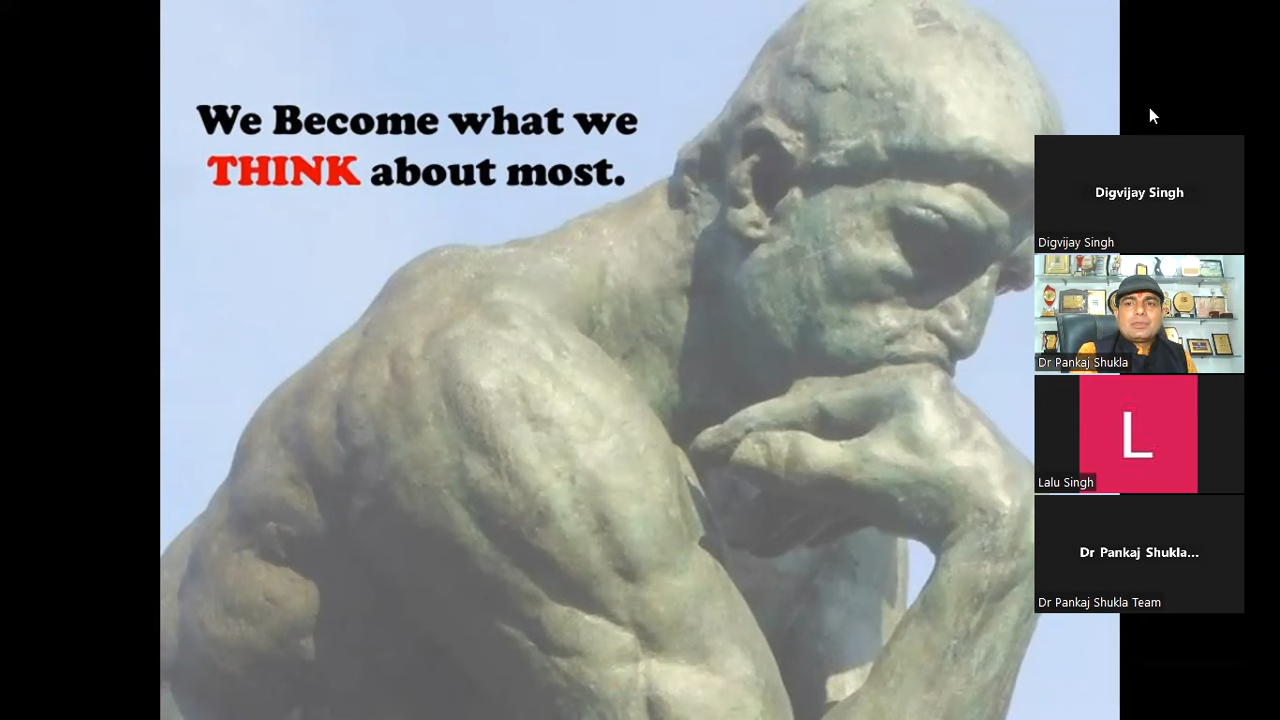 We Become what we
THINK about most.
Digvijay Singh
Digvijay Singh
Dr Pankaj Shukla
L
Lalu Singh
Dr Pankaj Shukla...
Dr Pankaj Shukla Team